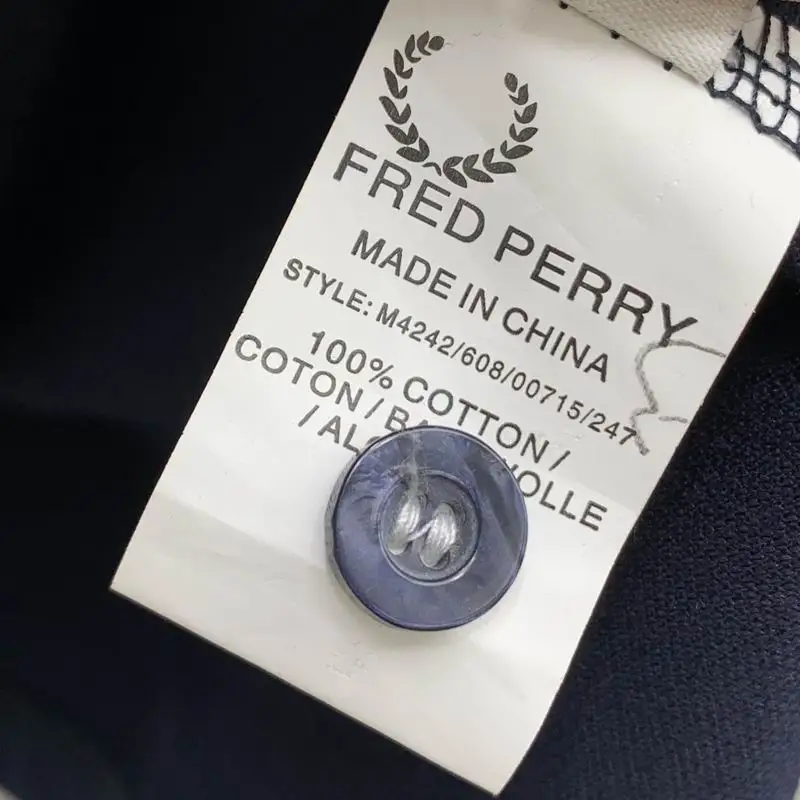 FRED PERRY
MADE IN CHINA
STYLE: M4242/608/00715/247
100% COTTON /
COTON /
/